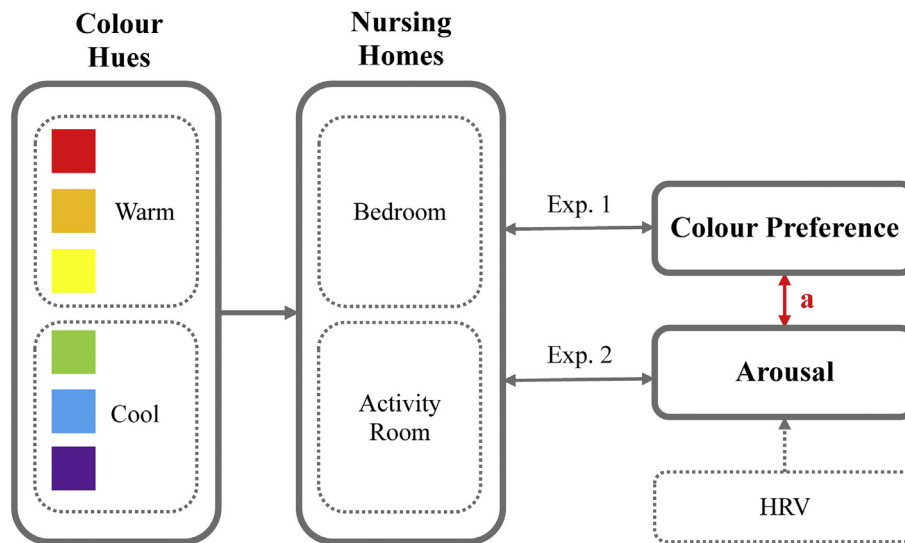 Colour
Hues
Nursing
Homes
Warm
Cool
Bedroom
Activity
Room
Exp. 1
Exp. 2
Colour Preference
a
Arousal
HRV